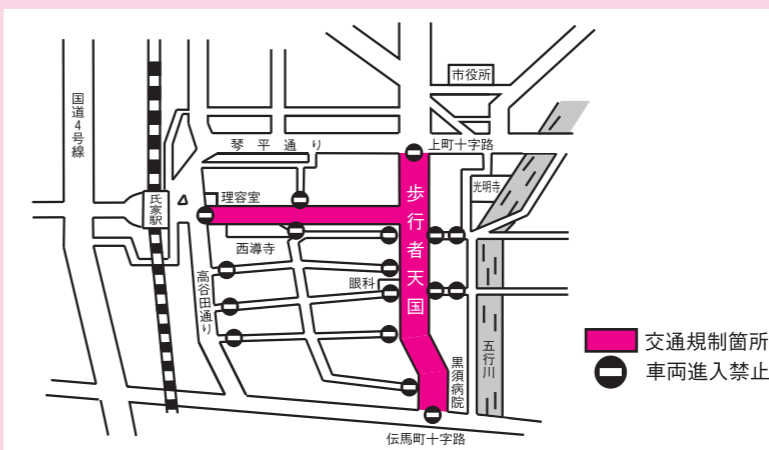 市役所
国道4号線
琴平通り
上町十字路
光明寺
理容室
氏家駅
歩行者天国
西導寺
高谷田通り
眼科
交通規制箇所
五行川
黒須病院
車両進入禁止
伝馬町十字路